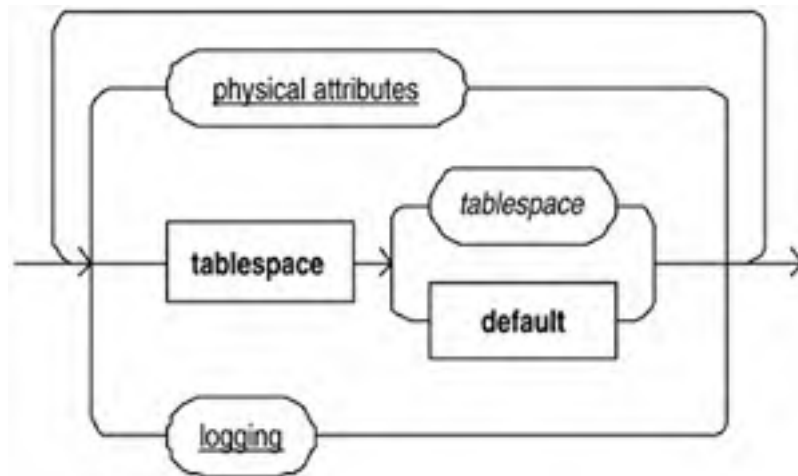 physical attributes
tablespace
tablespace
default
logging